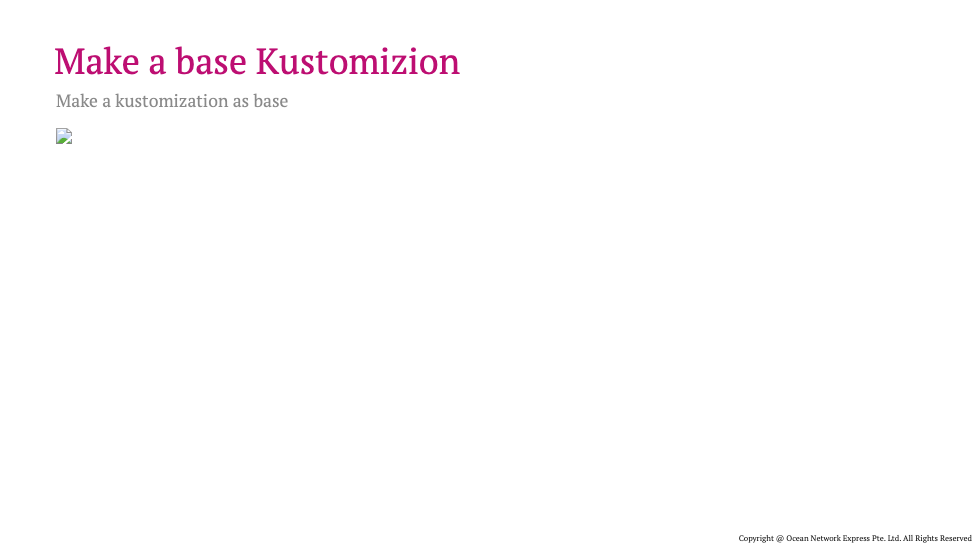 Make a base Kustomizion
Make a kustomization as base
Copyright @ Ocean Network Express Pte. Ltd. All Rights Reserved